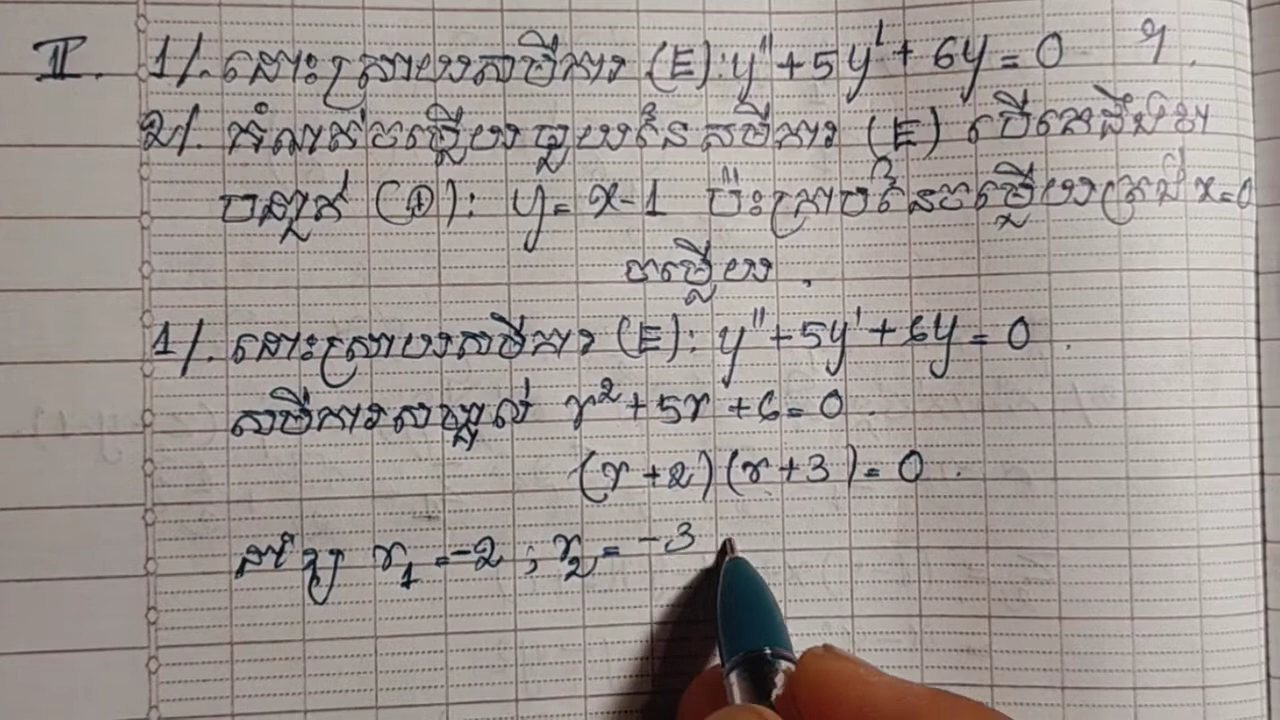 II. 1/. ដោះស្រាយសមីការ (E): y'' + 5y' + 6y = 0 ។
2/. កំណត់ចម្លើយមួយនៃសមីការ (E) បើគេដឹងថា
បន្ទាត់ (D): y = x-1 ប៉ះក្រាបនៃចម្លើយត្រង់ x=0
ចម្លើយ
1/. ដោះស្រាយសមីការ (E): y'' + 5y' + 6y = 0 .
សមីការសម្គាល់ r² + 5r + 6 = 0 .
(r + 2)(r + 3) = 0 .
នាំឲ្យ r₁ = -2 ; r₂ = -3